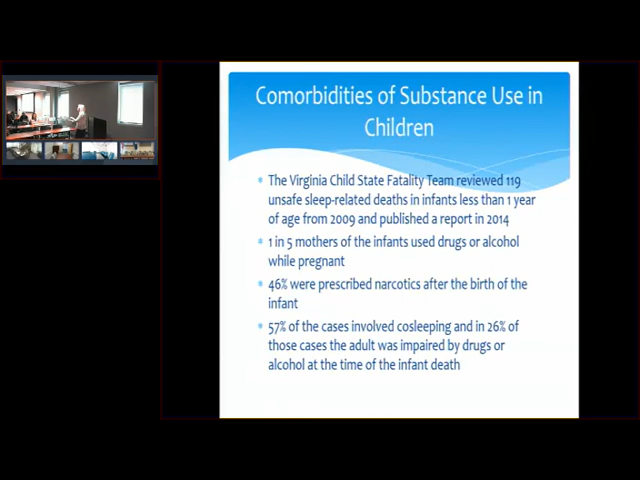 Comorbidities of Substance Use in
Children
The Virginia Child State Fatality Team reviewed 119
unsafe sleep-related deaths in infants less than 1 year
of age from 2009 and published a report in 2014
1 in 5 mothers of the infants used drugs or alcohol
while pregnant
46% were prescribed narcotics after the birth of the
infant
57% of the cases involved cosleeping and in 26% of
those cases the adult was impaired by drugs or
alcohol at the time of the infant death